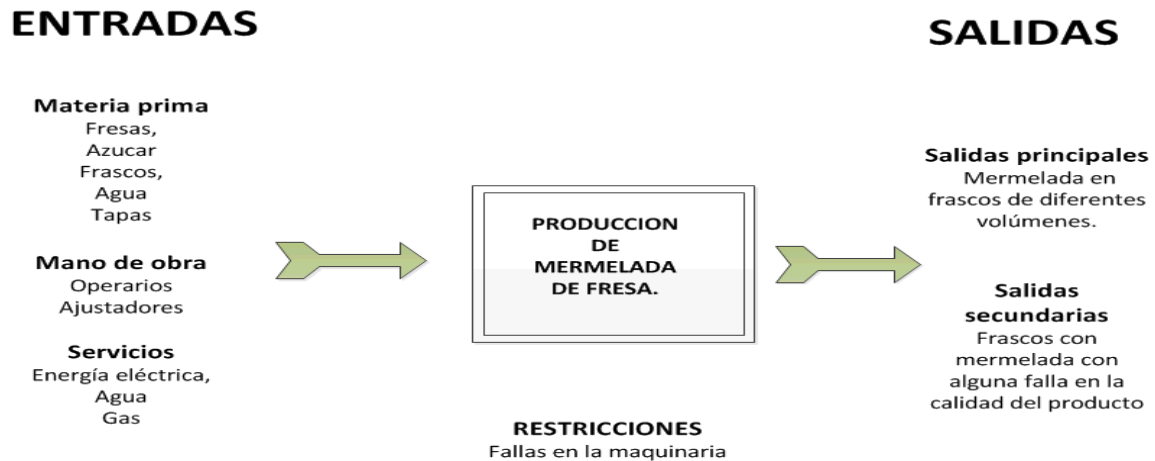 ENTRADAS
Materia prima
Fresas,
Azucar
Frascos,
Agua
Tapas
Mano de obra
Operarios
Ajustadores
Servicios
Energía eléctrica,
Agua
Gas
PRODUCCION
DE
MERMELADA
DE FRESA.
RESTRICCIONES
Fallas en la maquinaria
SALIDAS
Salidas principales
Mermelada en
frascos de diferentes
volúmenes.
Salidas
secundarias
Frascos con
mermelada con
alguna falla en la
calidad del producto